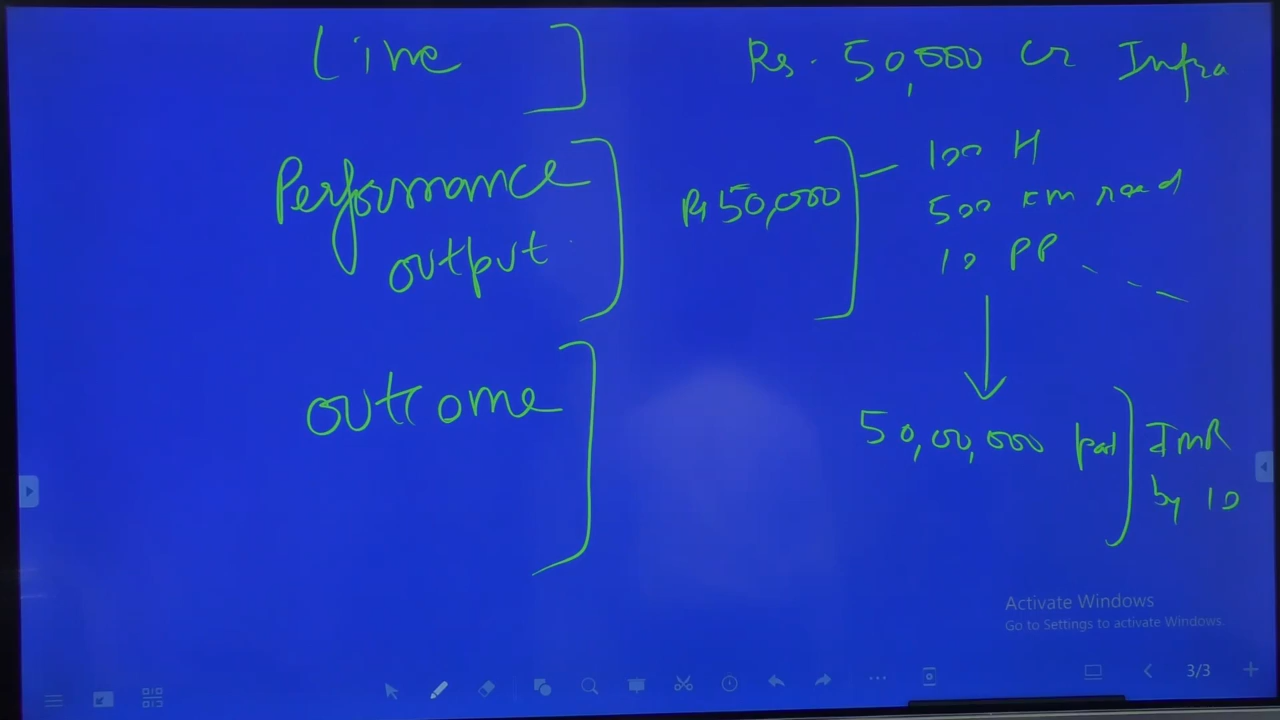 Line
Rs. 50,000 cr Infra
Performance
output
Rs 50,000
100 H
500 km road
10 PP
outcome
50,00,000
IMR
by 10
Activate Windows
Go to Settings to activate Windows.
3/3